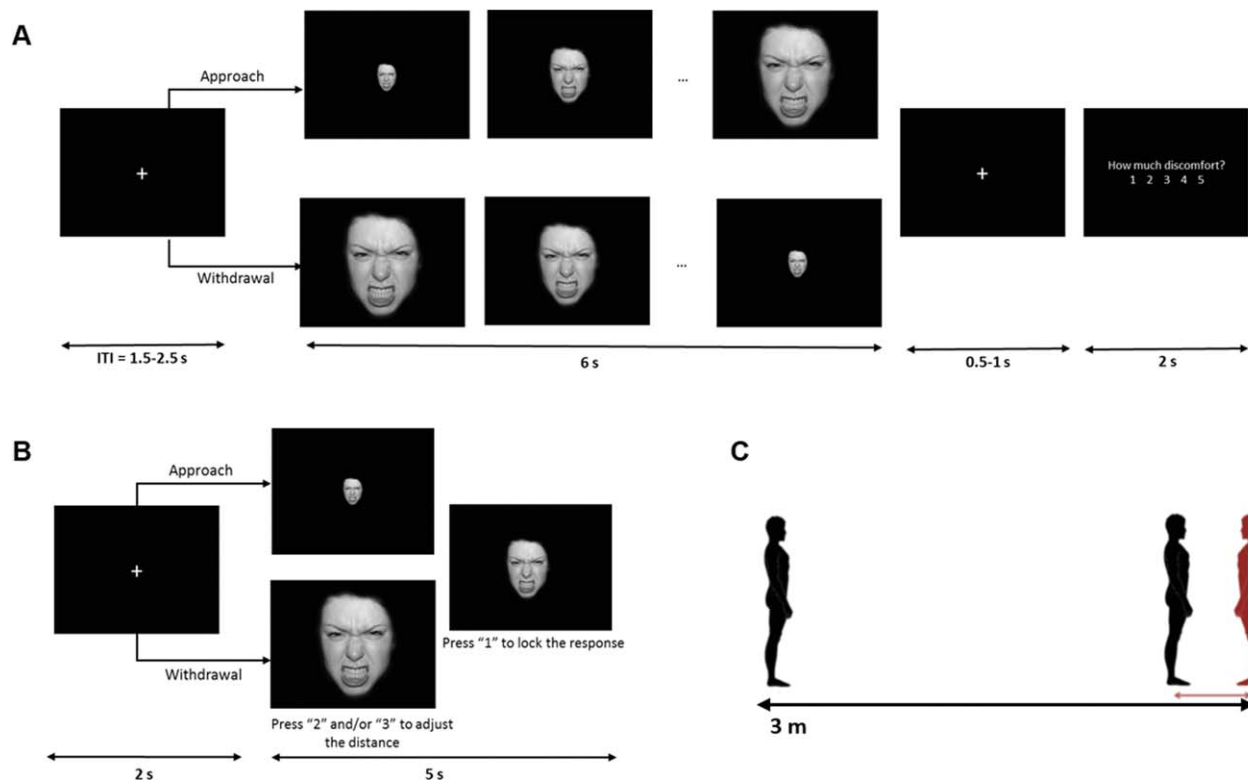 A
Approach
...
Withdrawal
...
How much discomfort?
1 2 3 4 5
ITI = 1.5-2.5 s
6 s
0.5-1 s
2 s
B
Approach
Withdrawal
Press "1" to lock the response
Press "2" and/or "3" to adjust
the distance
2 s
5 s
C
3 m